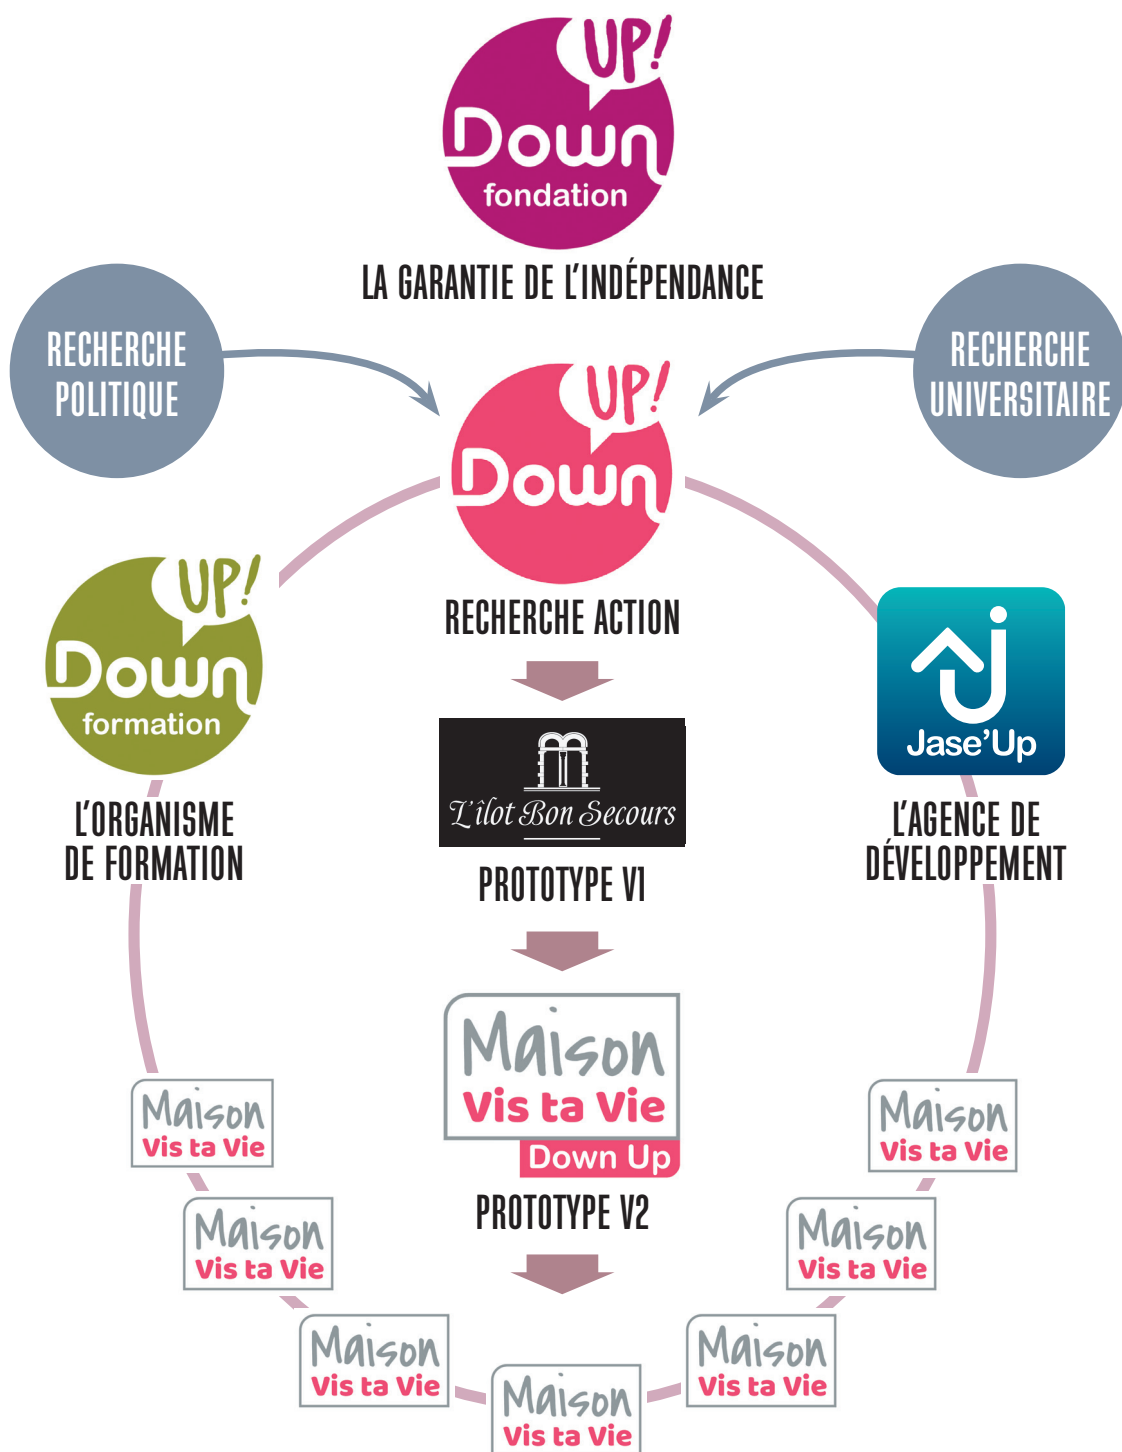 UP!
Down
fondation
LA GARANTIE DE L'INDÉPENDANCE
RECHERCHE
POLITIQUE
RECHERCHE
UNIVERSITAIRE
UP!
Down
RECHERCHE ACTION
UP!
Down
formation
L'ORGANISME
DE FORMATION
Jase'Up
L'AGENCE DE
DÉVELOPPEMENT
L'îlot Bon Secours
PROTOTYPE V1
Maison
Vis ta Vie
Down Up
PROTOTYPE V2
Maison
Vis ta Vie
Maison
Vis ta Vie
Maison
Vis ta Vie
Maison
Vis ta Vie
Maison
Vis ta Vie
Maison
Vis ta Vie
Maison
Vis ta Vie